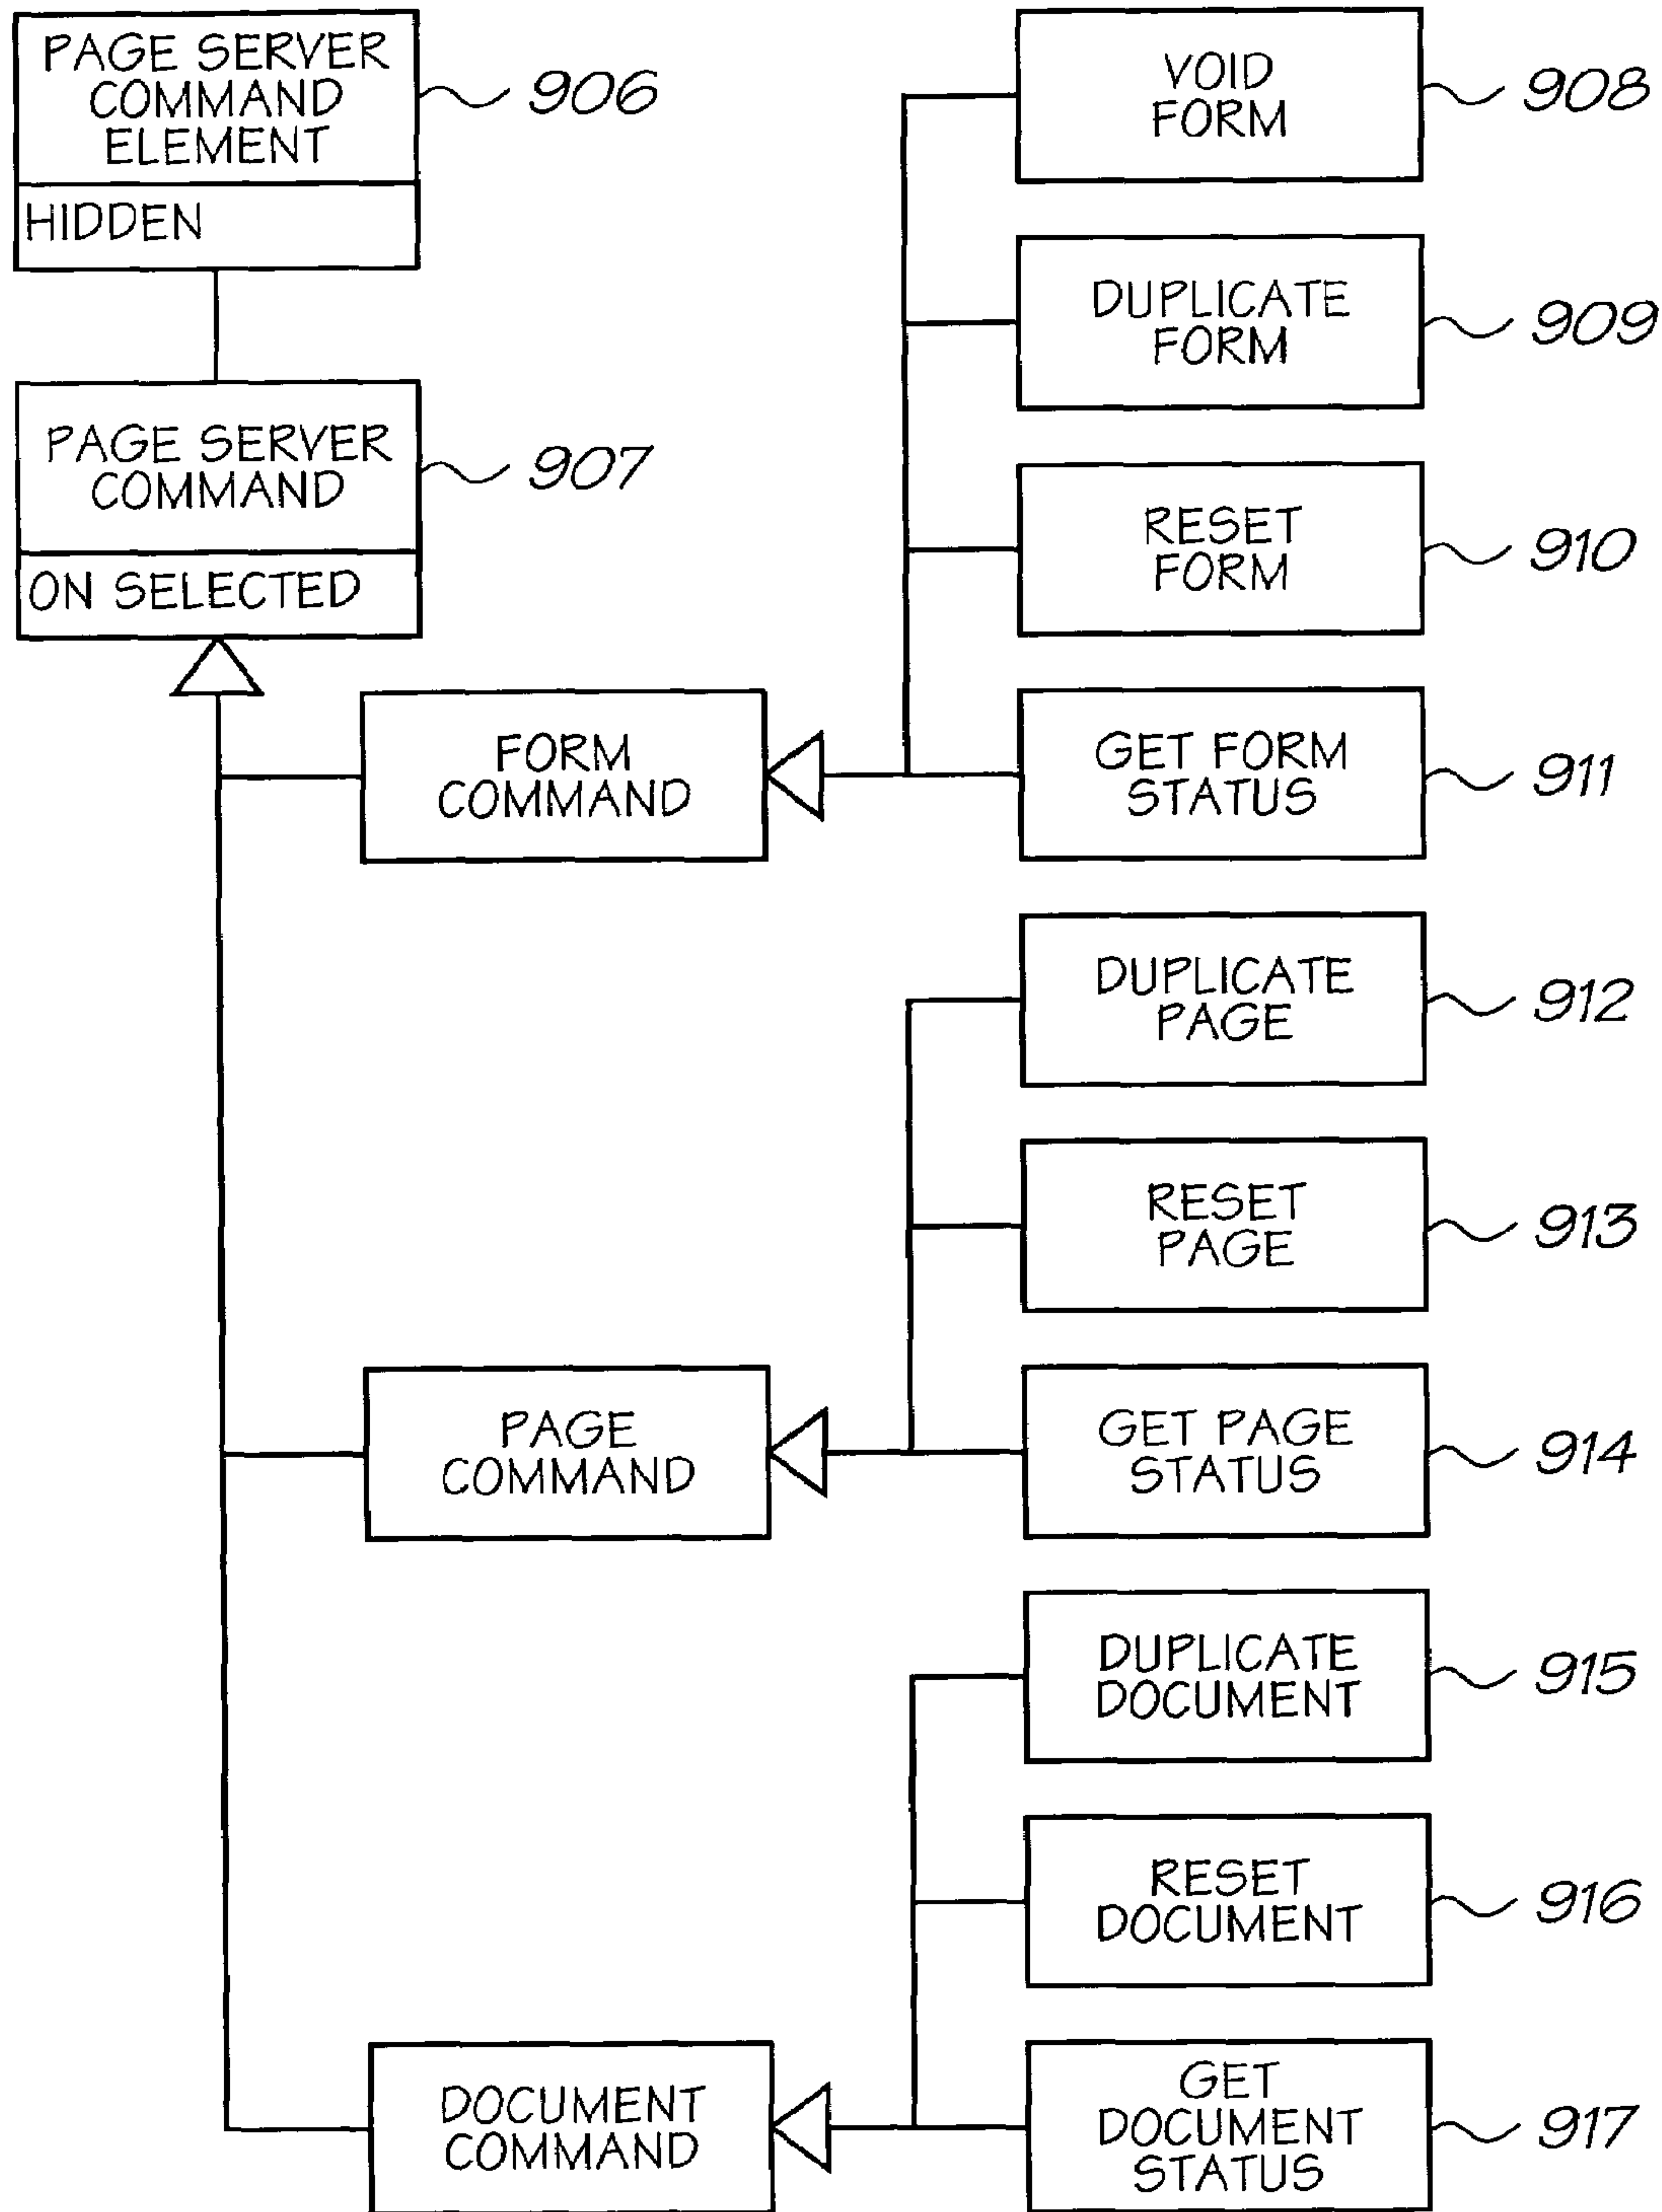 PAGE SERVER
COMMAND
ELEMENT
906
HIDDEN
PAGE SERVER
COMMAND
907
ON SELECTED
FORM
COMMAND
VOID
FORM
908
DUPLICATE
FORM
909
RESET
FORM
910
GET FORM
STATUS
911
PAGE
COMMAND
DUPLICATE
PAGE
912
RESET
PAGE
913
GET PAGE
STATUS
914
DOCUMENT
COMMAND
DUPLICATE
DOCUMENT
915
RESET
DOCUMENT
916
GET
DOCUMENT
STATUS
917